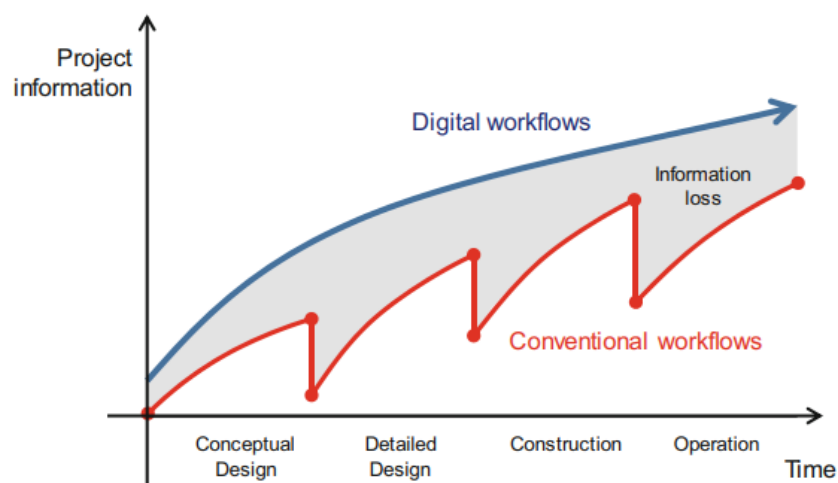 Project
information
Digital workflows
Information
loss
Conventional workflows
Conceptual
Design
Detailed
Design
Construction
Operation
Time